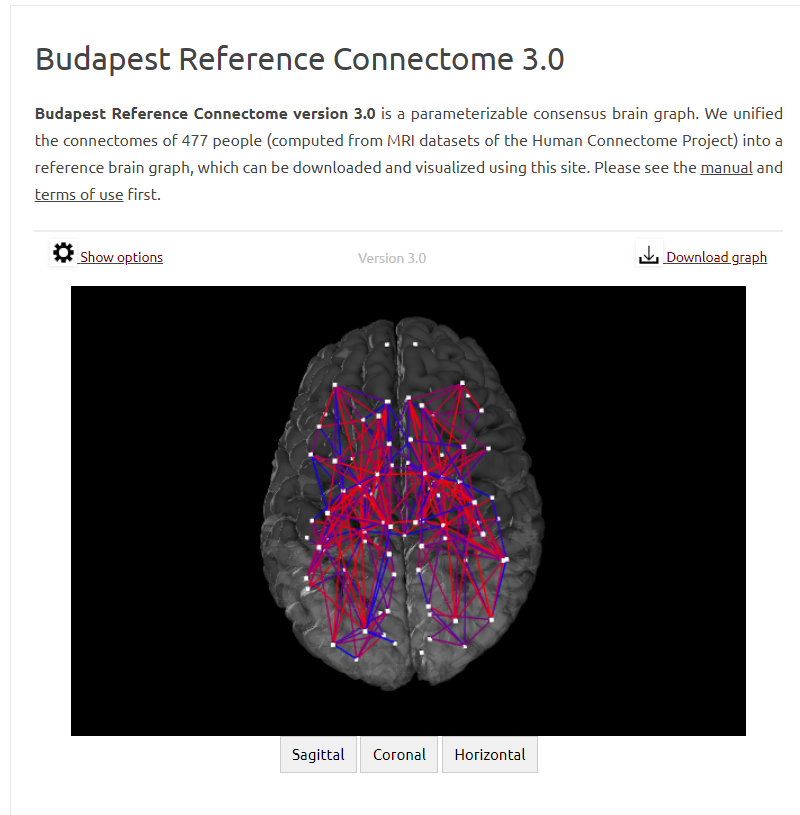 Budapest Reference Connectome 3.0
Budapest Reference Connectome version 3.0 is a parameterizable consensus brain graph. We unified
the connectomes of 477 people (computed from MRI datasets of the Human Connectome Project) into a
reference brain graph, which can be downloaded and visualized using this site. Please see the manual and
terms of use first.
Show options Version 3.0 Download graph
Sagittal Coronal Horizontal